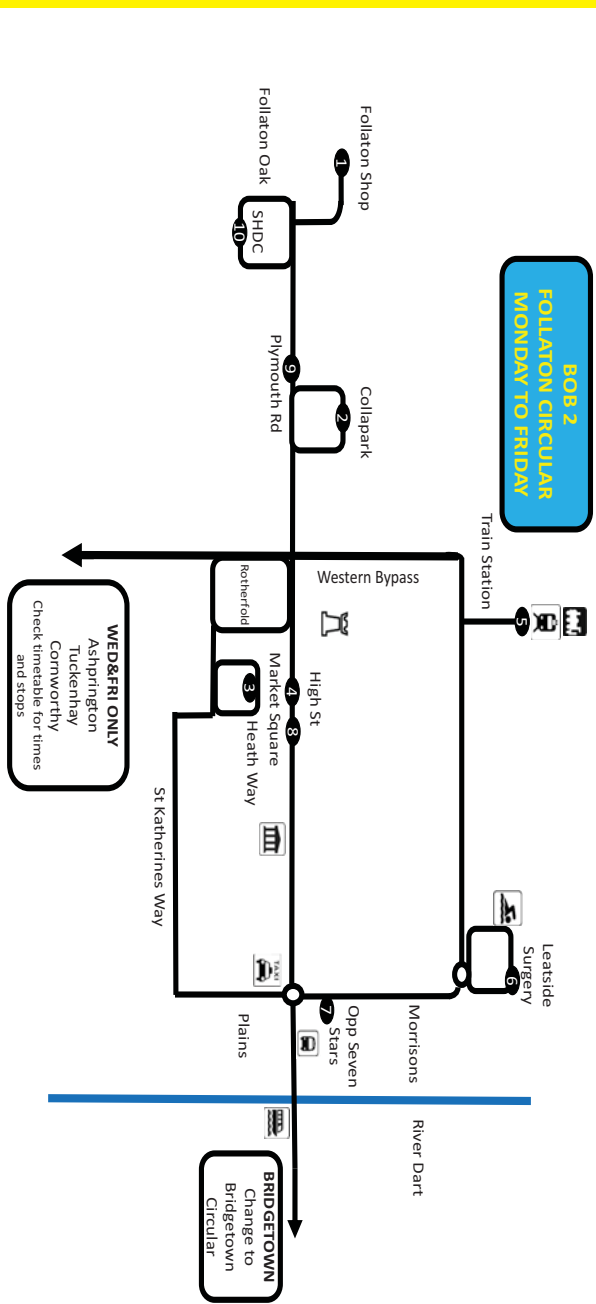 BOB 2
FOLLATON CIRCULAR
MONDAY TO FRIDAY
Follaton Shop
1
Follaton Oak
SHDC
10
9
Plymouth Rd
Collapark
2
Train Station
5
Western Bypass
Rotherfold
High St
4
8
Market Square
3
Heath Way
St Katherines Way
WED&FRI ONLY
Ashprington
Tuckenhay
Cornworthy
Check timetable for times
and stops
Leatside
Surgery
6
Morrisons
Opp Seven
Stars
7
TAXI
Plains
River Dart
BRIDGETOWN
Change to
Bridgetown
Circular